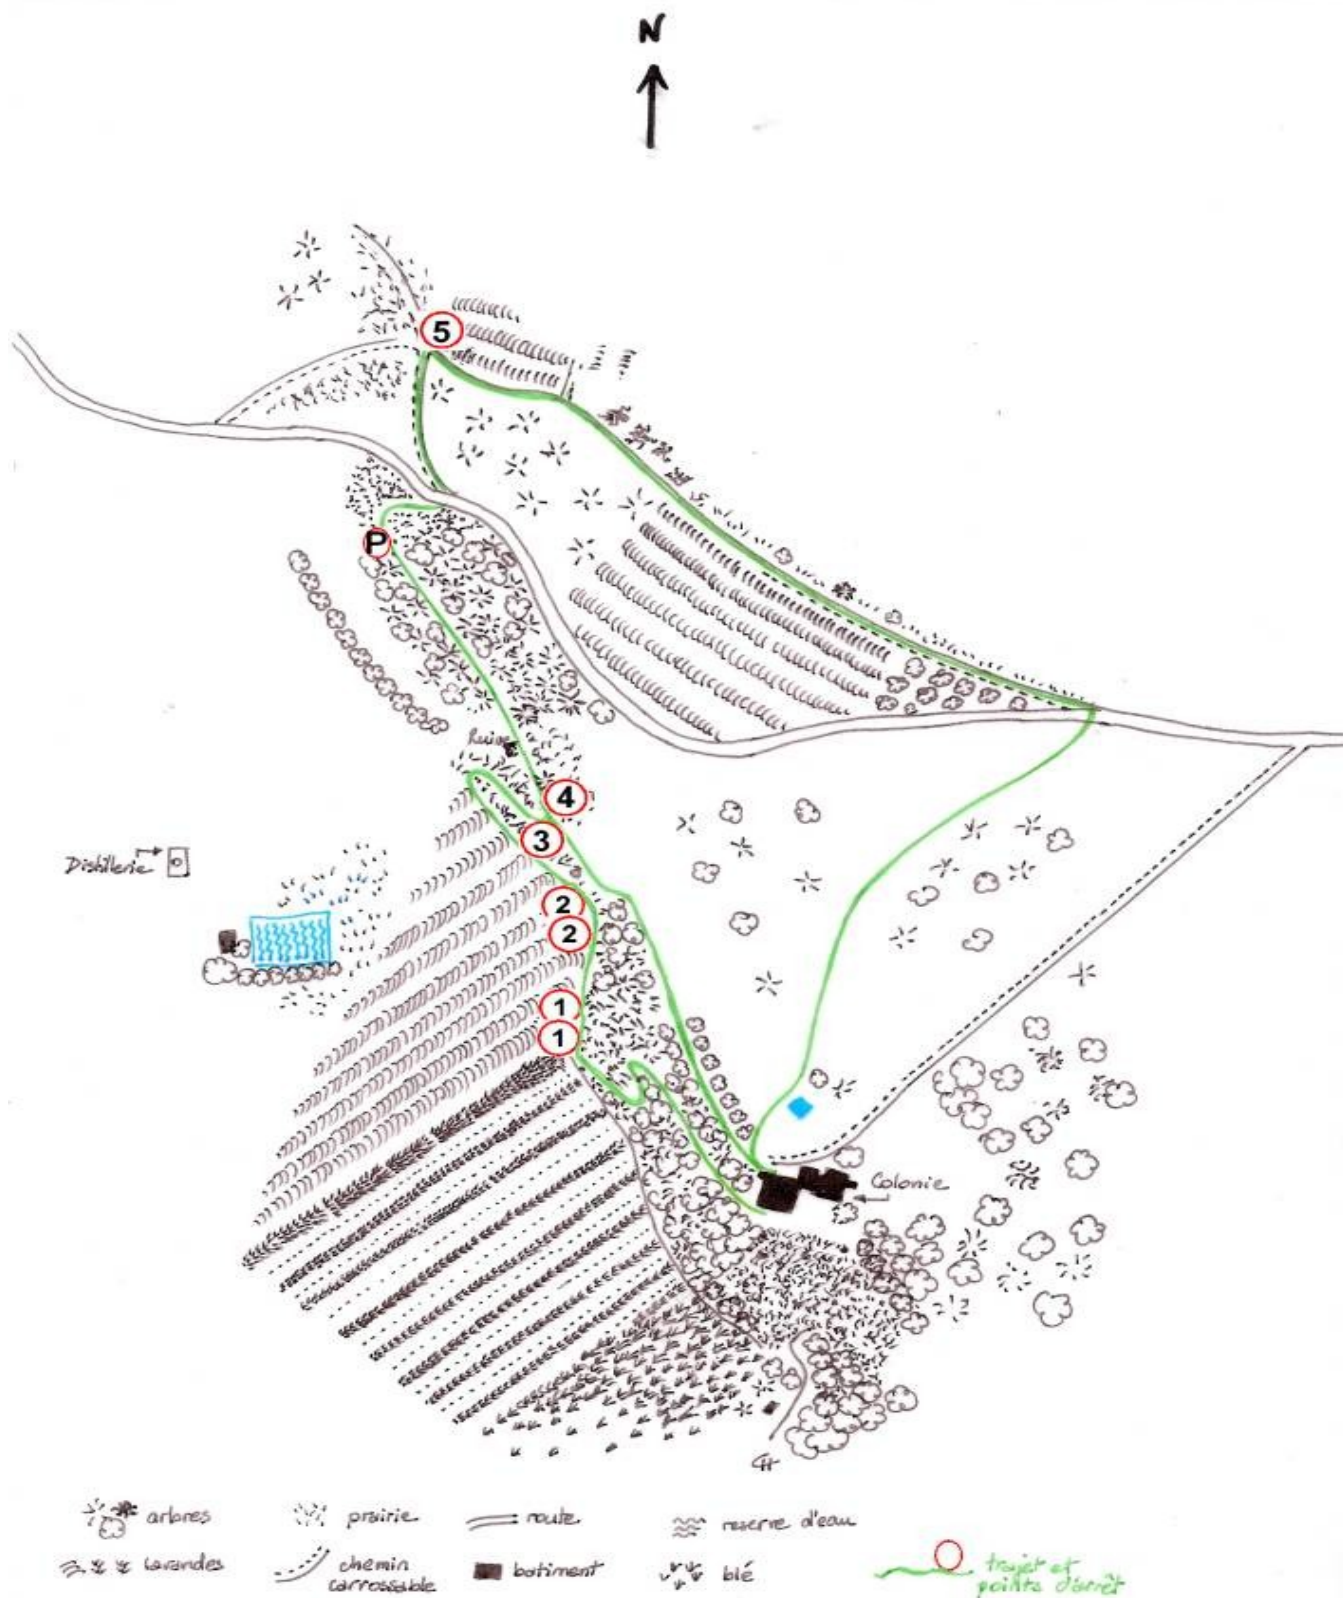 N
5
P
Ruine
4
3
Distillerie
2
2
1
1
Colonie
arbres
prairie
route
reserve d'eau
lavandes
chemin
carrossable
batiment
blé
trajet et
points d'arrêt